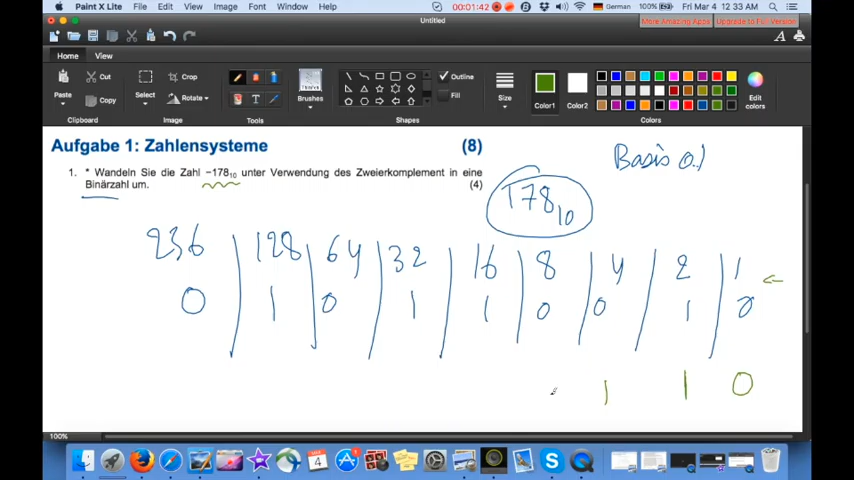 Paint X Lite File Edit View Image Font Window Help 00:01:42 100% German Fri Mar 4 12:33 AM
Untitled
More Amazing Apps Upgrade to Full Version
Home View
Cut Crop Outline
Paste Copy Select Rotate Brushes Fill Size Color1 Color2 Edit Colors
Clipboard Image Tools Shapes Colors
Aufgabe 1: Zahlensysteme (8)
1. * Wandeln Sie die Zahl −178₁₀ unter Verwendung des Zweierkomplement in eine
Binärzahl um. (4)
Basis 0.1
178₁₀
236 128 64 32 16 8 4 2 1
0 1 0 1 1 0 0 1 0
1 1 0
100%
MAR
4